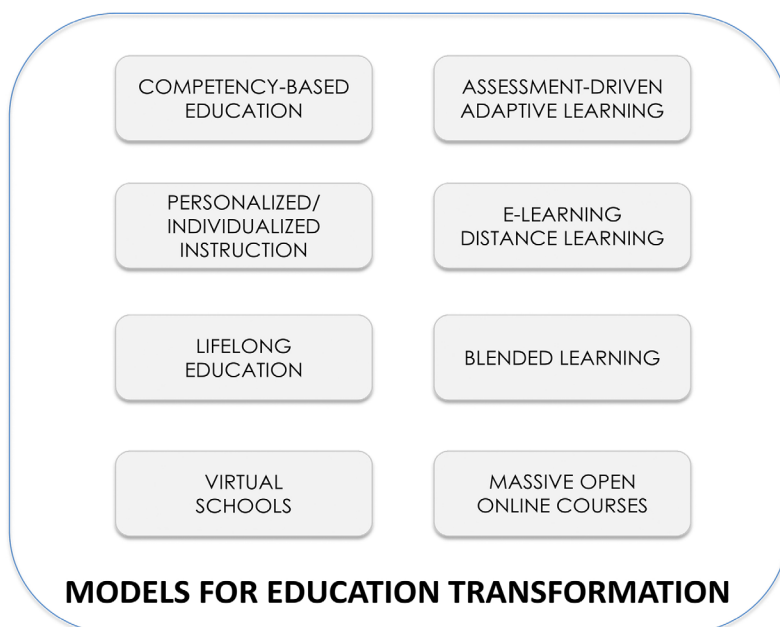 COMPETENCY-BASED
EDUCATION
ASSESSMENT-DRIVEN
ADAPTIVE LEARNING
PERSONALIZED/
INDIVIDUALIZED
INSTRUCTION
E-LEARNING
DISTANCE LEARNING
LIFELONG
EDUCATION
BLENDED LEARNING
VIRTUAL
SCHOOLS
MASSIVE OPEN
ONLINE COURSES
MODELS FOR EDUCATION TRANSFORMATION